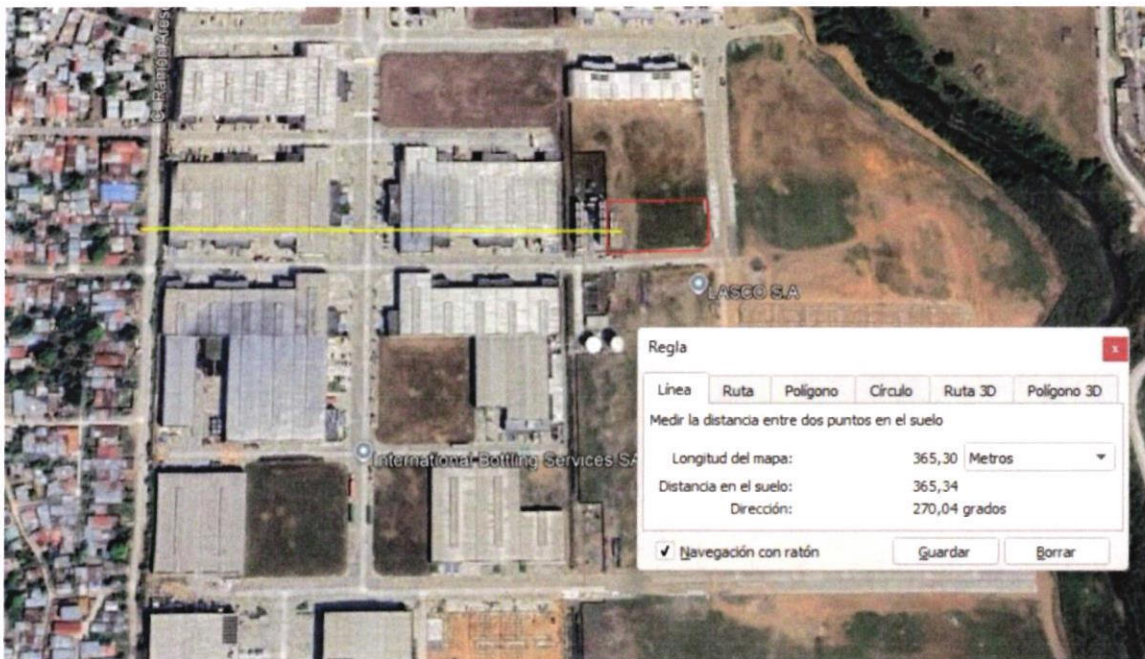 LASCO S.A
International Bottling Services SA
Regla
x
Línea Ruta Polígono Círculo Ruta 3D Polígono 3D
Medir la distancia entre dos puntos en el suelo
Longitud del mapa: 365,30 Metros
Distancia en el suelo: 365,34
Dirección: 270,04 grados
Navegación con ratón Guardar Borrar